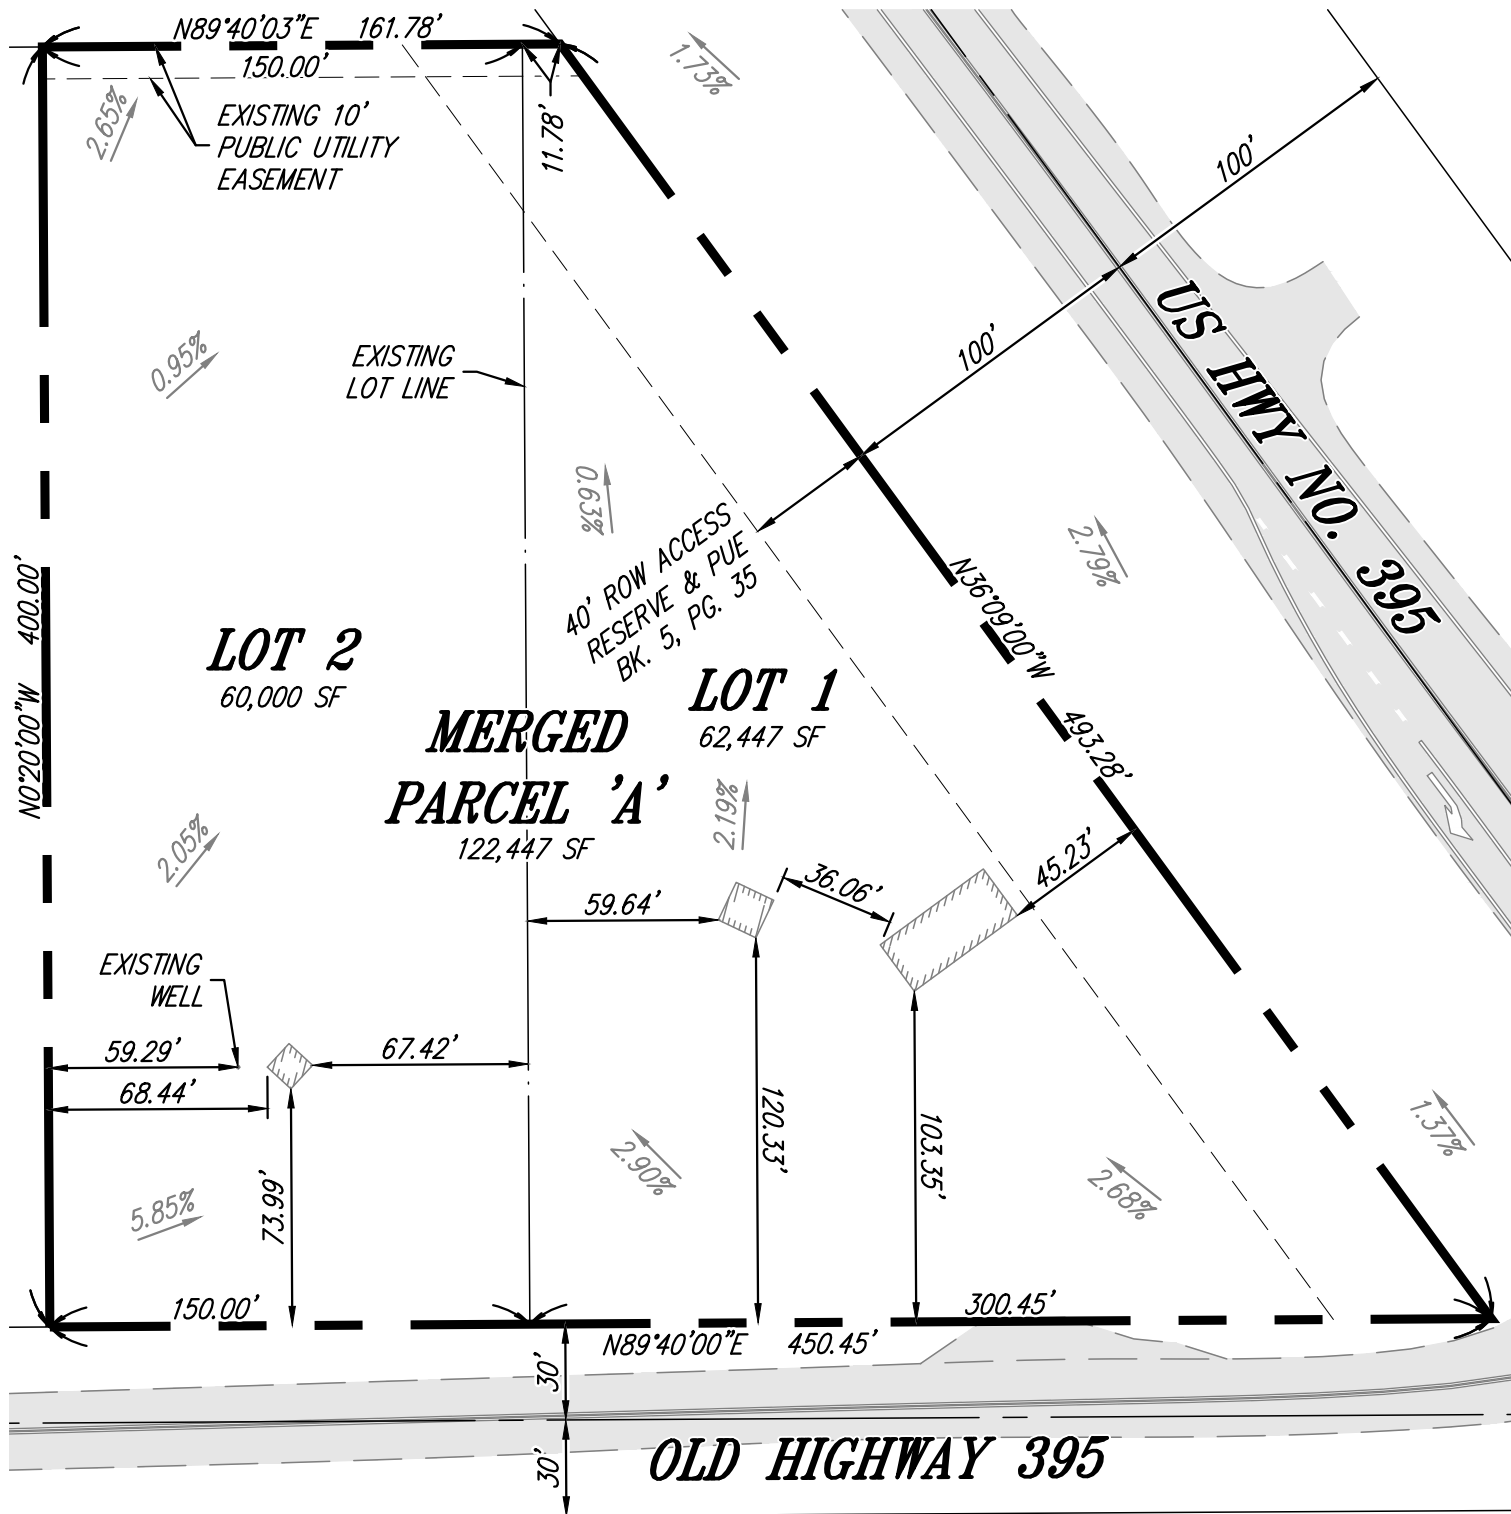 N89°40'03"E 161.78'
150.00'
11.78'
1.73%
2.65%
EXISTING 10'
PUBLIC UTILITY
EASEMENT
100'
0.95%
EXISTING
LOT LINE
100'
US HWY NO. 395
0.63%
40' ROW ACCESS
RESERVE & PUE
BK. 5, PG. 35
2.79%
N0°20'00"W 400.00'
N36°09'00"W 493.28'
LOT 2
60,000 SF
LOT 1
62,447 SF
MERGED
PARCEL 'A'
122,447 SF
2.19%
2.05%
59.64'
36.06'
45.23'
EXISTING
WELL
59.29'
67.42'
68.44'
120.33'
103.35'
73.99'
2.90%
2.68%
1.37%
5.85%
150.00'
300.45'
N89°40'00"E 450.45'
30'
30'
OLD HIGHWAY 395